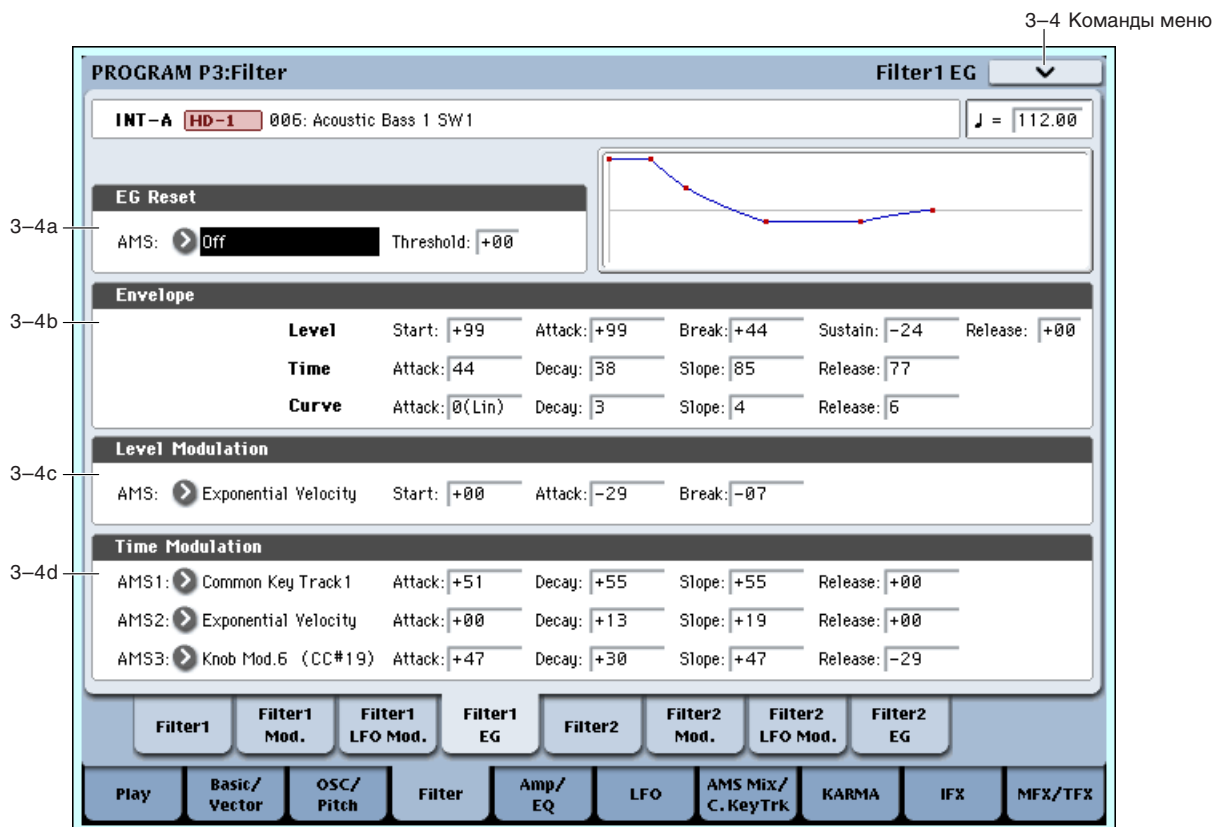 3–4 Команды меню
PROGRAM P3:Filter Filter1 EG
INT-A HD-1 006: Acoustic Bass 1 SW1 ♩ = 112.00
EG Reset
3–4a
AMS: Off Threshold: +00
Envelope
3–4b
Level Start: +99 Attack: +99 Break: +44 Sustain: -24 Release: +00
Time Attack: 44 Decay: 38 Slope: 85 Release: 77
Curve Attack: 0(Lin) Decay: 3 Slope: 4 Release: 6
Level Modulation
3–4c
AMS: Exponential Velocity Start: +00 Attack: -29 Break: -07
Time Modulation
3–4d
AMS1: Common Key Track1 Attack: +51 Decay: +55 Slope: +55 Release: +00
AMS2: Exponential Velocity Attack: +00 Decay: +13 Slope: +19 Release: +00
AMS3: Knob Mod.6 (CC#19) Attack: +47 Decay: +30 Slope: +47 Release: -29
Filter1
Filter1
Mod.
Filter1
LFO Mod.
Filter1
EG
Filter2
Filter2
Mod.
Filter2
LFO Mod.
Filter2
EG
Play
Basic/
Vector
OSC/
Pitch
Filter
Amp/
EQ
LFO
AMS Mix/
C.KeyTrk
KARMA
IFX
MFX/TFX